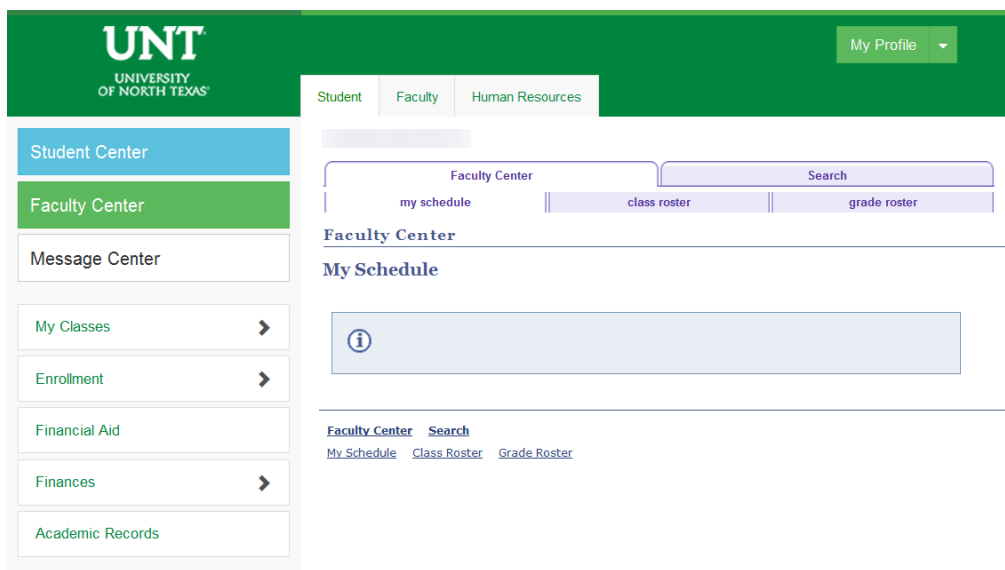 UNT
UNIVERSITY
OF NORTH TEXAS
My Profile
Student Faculty Human Resources
Student Center
Faculty Center
Message Center
My Classes
Enrollment
Financial Aid
Finances
Academic Records
Faculty Center Search
my schedule class roster grade roster
Faculty Center
My Schedule
Faculty Center Search
My Schedule Class Roster Grade Roster